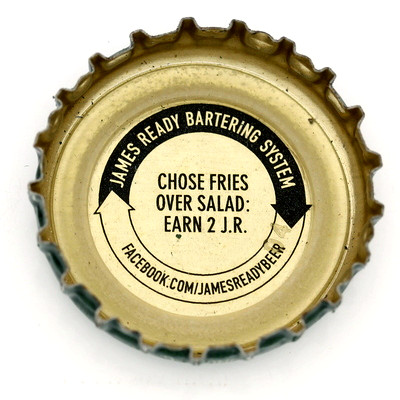 JAMES READY BARTERING SYSTEM
CHOSE FRIES
OVER SALAD:
EARN 2 J.R.
FACEBOOK.COM/JAMESREADYBEER